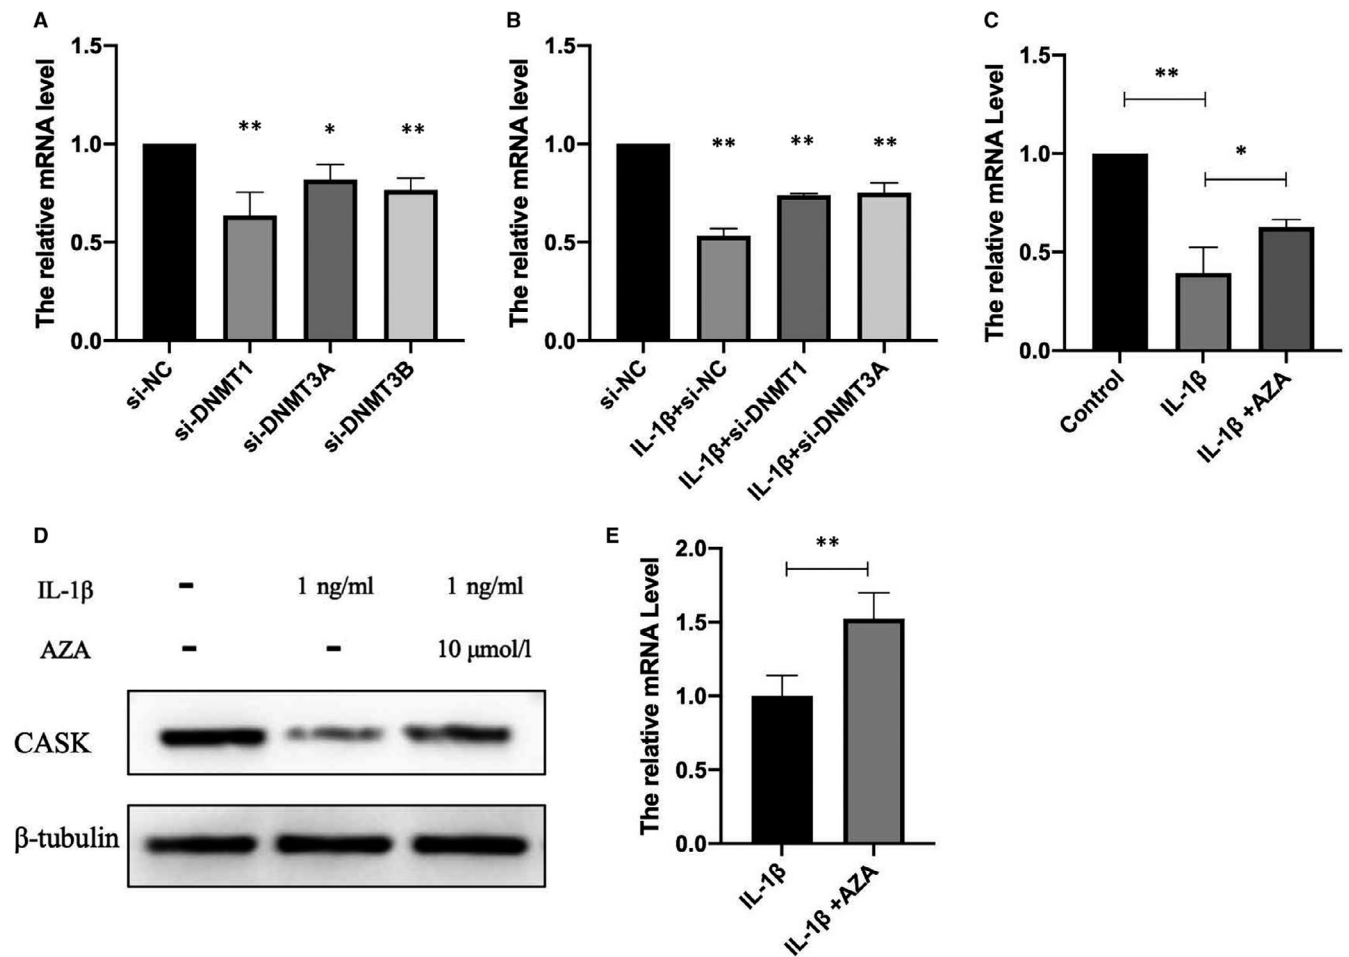 A
The relative mRNA level
1.5
1.0
0.5
0.0
** * **
si-NC
si-DNMT1
si-DNMT3A
si-DNMT3B
B
The relative mRNA level
1.5
1.0
0.5
0.0
** ** **
si-NC
IL-1β+si-NC
IL-1β+si-DNMT1
IL-1β+si-DNMT3A
C
The relative mRNA Level
1.5
1.0
0.5
0.0
**
*
Control
IL-1β
IL-1β +AZA
D
IL-1β - 1 ng/ml 1 ng/ml
AZA - - 10 μmol/l
CASK
β-tubulin
E
The relative mRNA Level
2.0
1.5
1.0
0.5
0.0
**
IL-1β
IL-1β +AZA